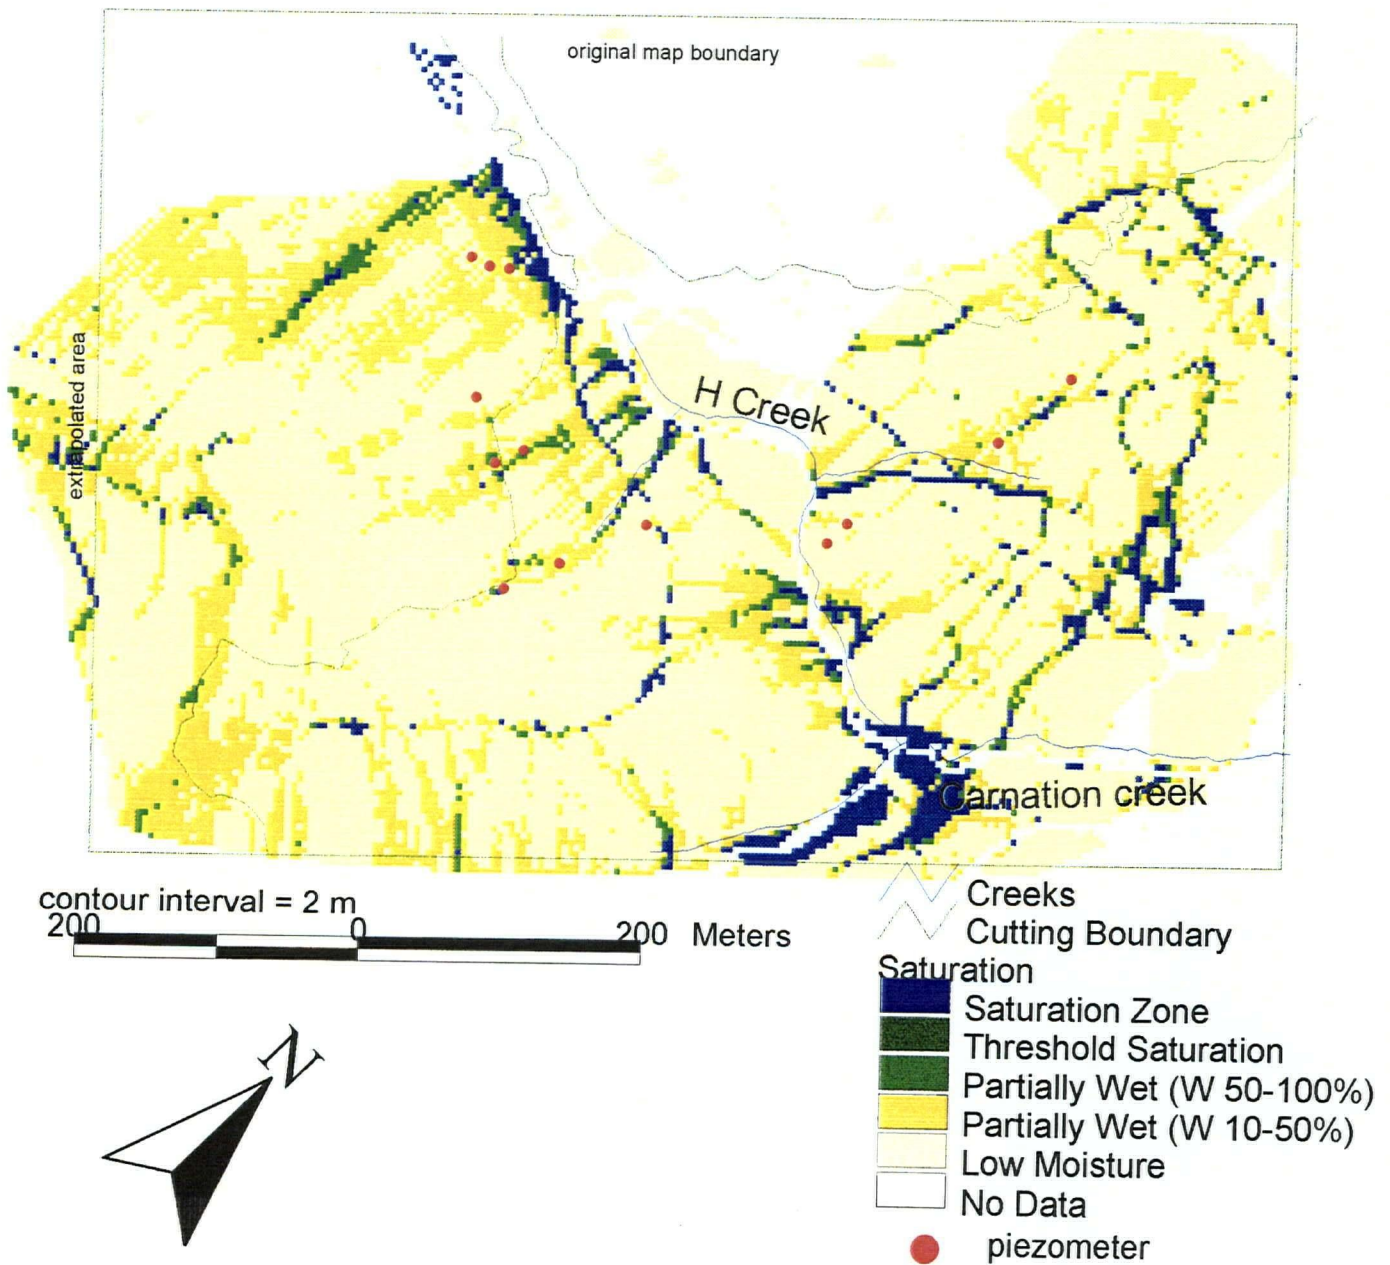 original map boundary
extrapolated area
H Creek
Carnation creek
contour interval = 2 m
200 0 200 Meters
N
Creeks
Cutting Boundary
Saturation
Saturation Zone
Threshold Saturation
Partially Wet (W 50-100%)
Partially Wet (W 10-50%)
Low Moisture
No Data
piezometer